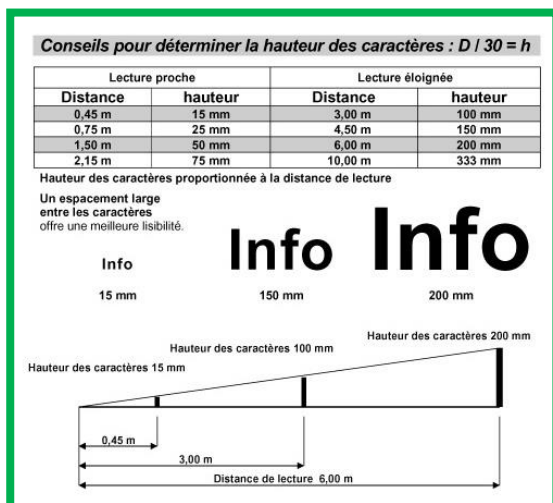 Conseils pour déterminer la hauteur des caractères : D / 30 = h
Lecture proche Lecture éloignée
Distance hauteur Distance hauteur
0,45 m 15 mm 3,00 m 100 mm
0,75 m 25 mm 4,50 m 150 mm
1,50 m 50 mm 6,00 m 200 mm
2,15 m 75 mm 10,00 m 333 mm
Hauteur des caractères proportionnée à la distance de lecture
Un espacement large
entre les caractères
offre une meilleure lisibilité.
Info Info Info
15 mm 150 mm 200 mm
Hauteur des caractères 200 mm
Hauteur des caractères 100 mm
Hauteur des caractères 15 mm
0,45 m
3,00 m
Distance de lecture 6,00 m